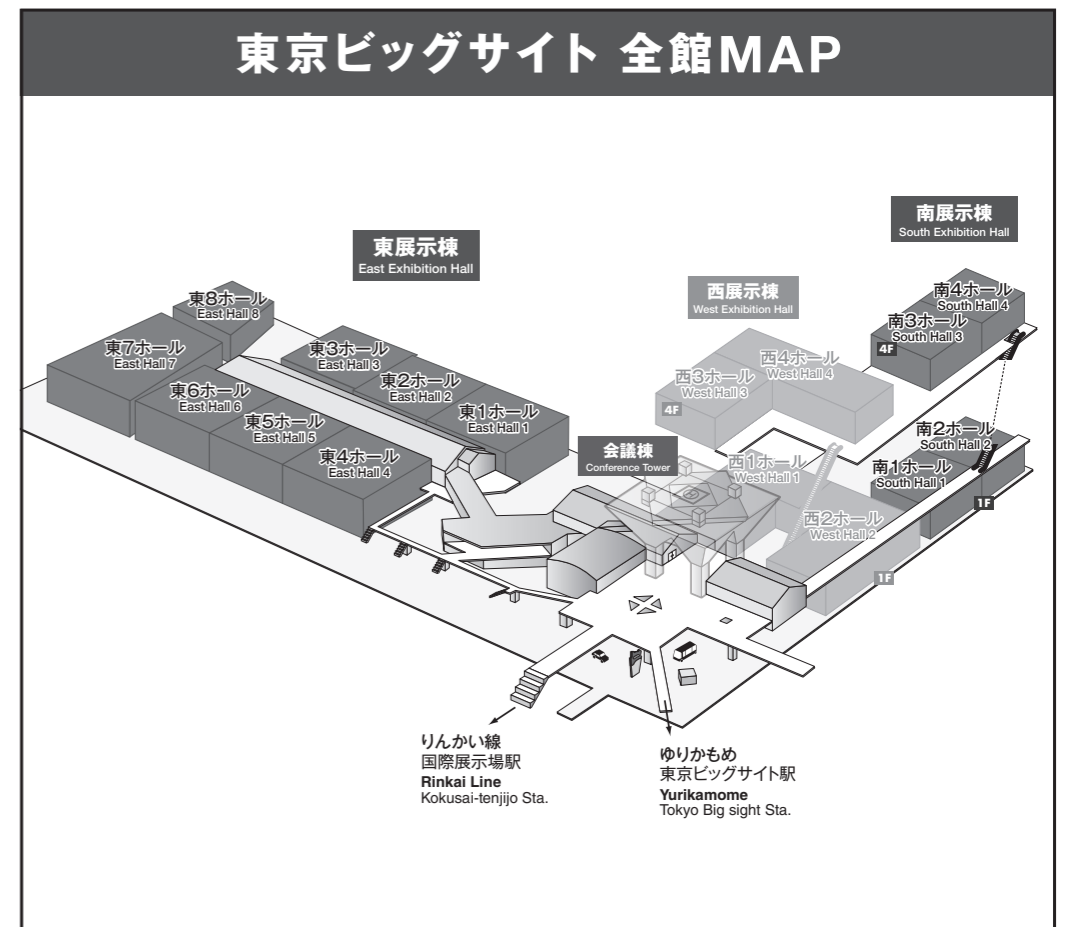 東京ビッグサイト 全館MAP
南展示棟
South Exhibition Hall
東展示棟
East Exhibition Hall
西展示棟
West Exhibition Hall
東8ホール
East Hall 8
南4ホール
South Hall 4
南3ホール
South Hall 3
4F
東7ホール
East Hall 7
東3ホール
East Hall 3
西4ホール
West Hall 4
東6ホール
East Hall 6
東2ホール
East Hall 2
西3ホール
West Hall 3
4F
東5ホール
East Hall 5
東1ホール
East Hall 1
東4ホール
East Hall 4
会議棟
Conference Tower
南2ホール
South Hall 2
西1ホール
West Hall 1
南1ホール
South Hall 1
1F
西2ホール
West Hall 2
1F
りんかい線
国際展示場駅
Rinkai Line
Kokusai-tenjijo Sta.
ゆりかもめ
東京ビッグサイト駅
Yurikamome
Tokyo Big sight Sta.